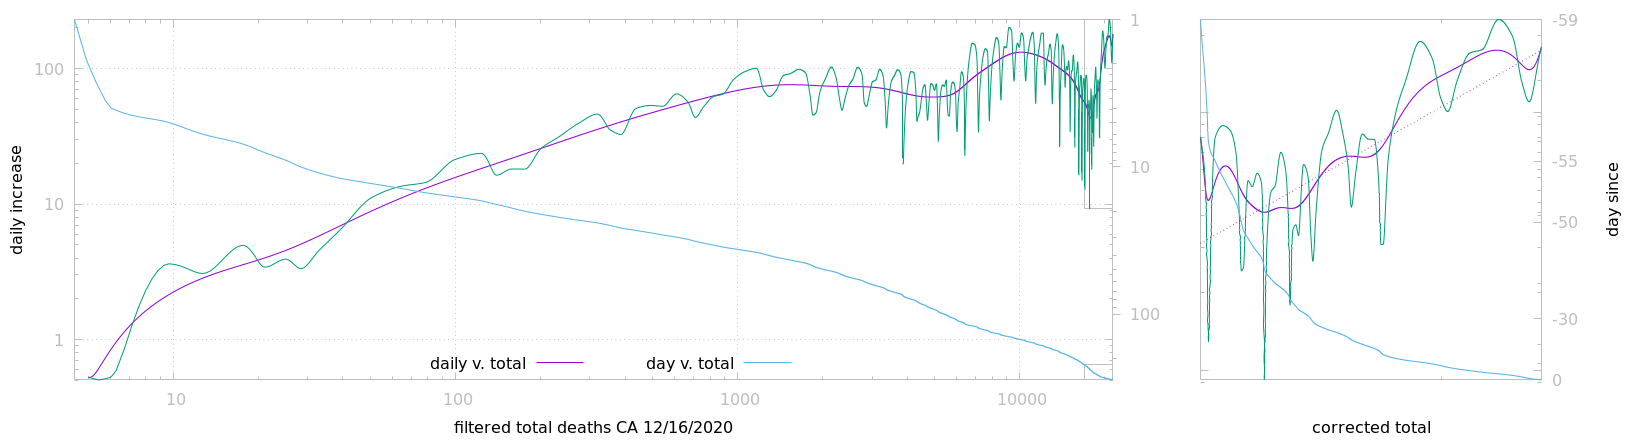 daily increase
100
10
1
10
100
1000
10000
filtered total deaths CA 12/16/2020
daily v. total
day v. total
1
10
100
-59
-55
-50
-30
0
day since
corrected total